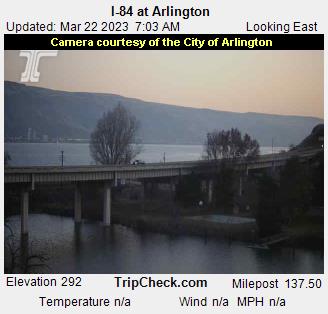 I-84 at Arlington
Updated: Mar 22 2023 7:03 AM Looking East
Camera courtesy of the City of Arlington
Elevation 292 TripCheck.com Milepost 137.50
Temperature n/a Wind n/a MPH n/a